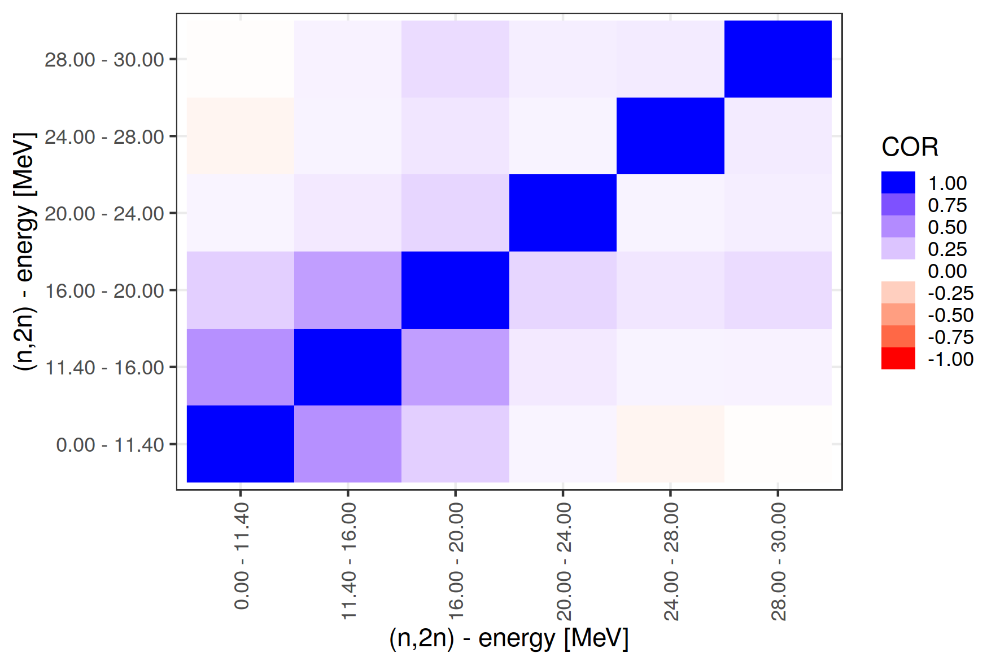 28.00 - 30.00
24.00 - 28.00
20.00 - 24.00
16.00 - 20.00
11.40 - 16.00
0.00 - 11.40
(n,2n) - energy [MeV]
0.00 - 11.40
11.40 - 16.00
16.00 - 20.00
20.00 - 24.00
24.00 - 28.00
28.00 - 30.00
(n,2n) - energy [MeV]
COR
1.00
0.75
0.50
0.25
0.00
-0.25
-0.50
-0.75
-1.00